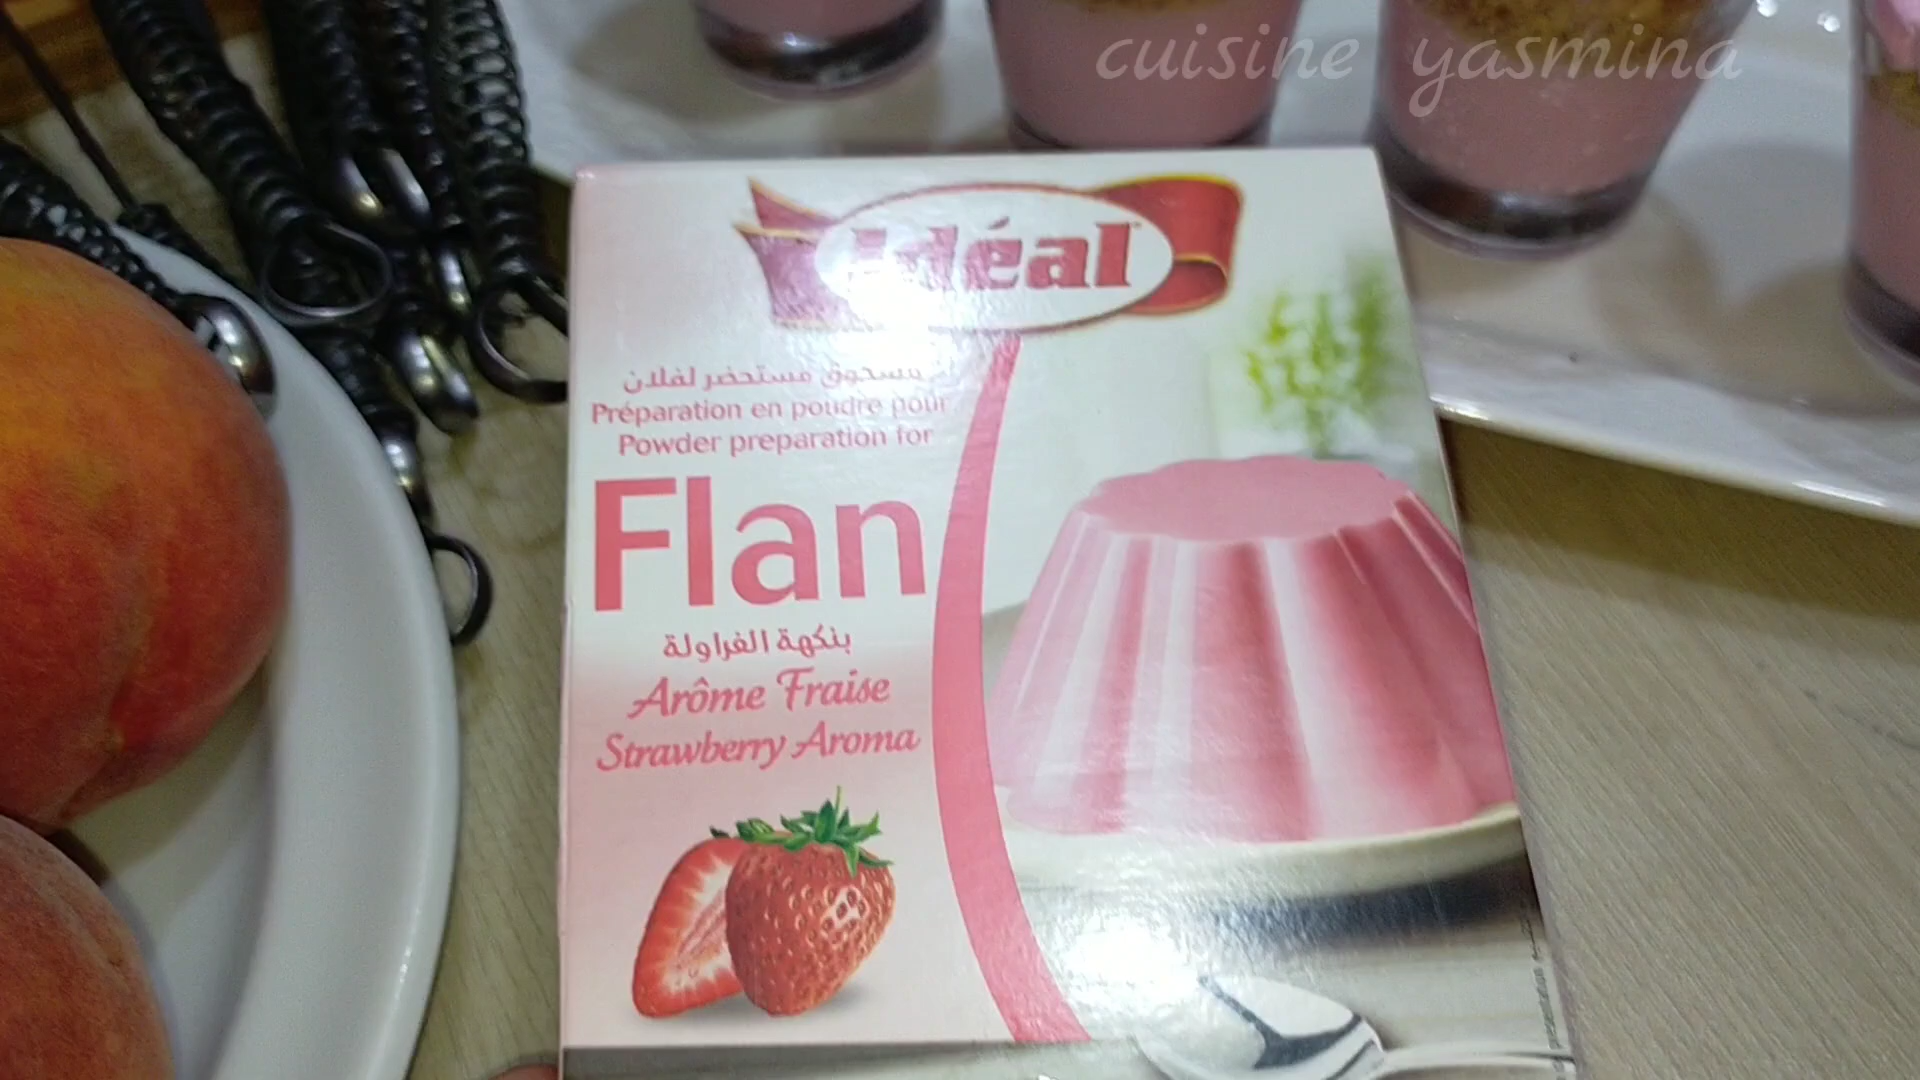 cuisine yasmina
Idéal
مسحوق مستحضر لفلان
Préparation en poudre pour
Powder preparation for
Flan
بنكهة الفراولة
Arôme Fraise
Strawberry Aroma